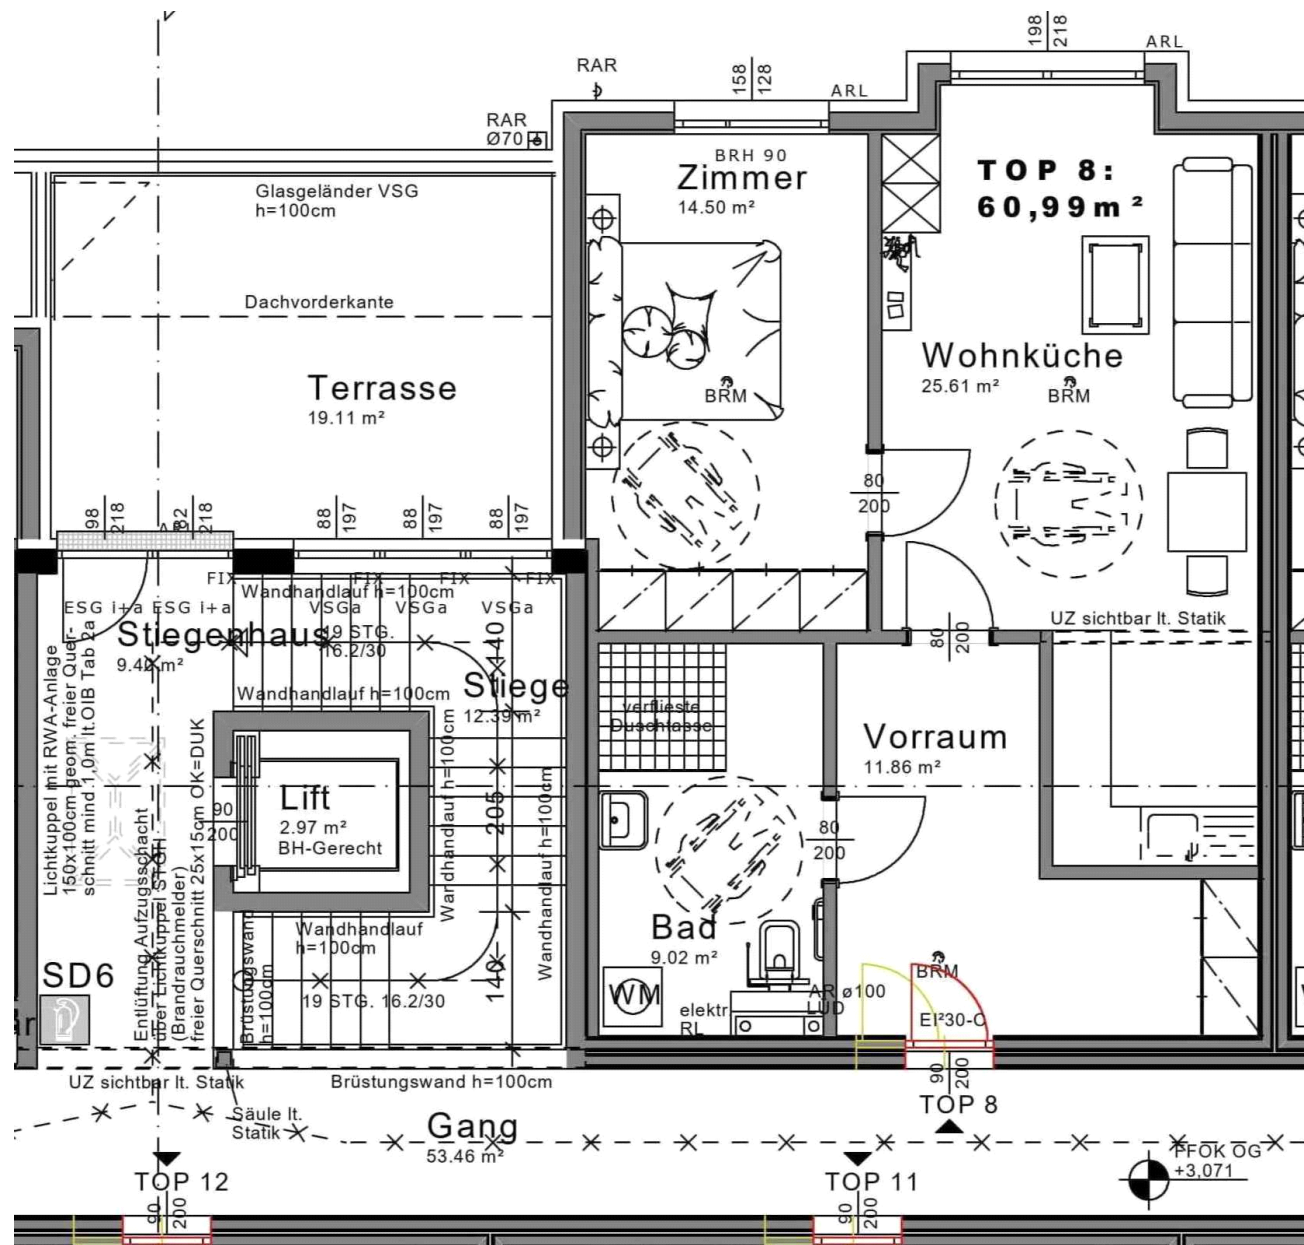 198
218
ARL
RAR
158
128
ARL
RAR
Ø70
BRH 90
Zimmer
14.50 m²
TOP 8:
60,99m²
Glasgeländer VSG
h=100cm
Dachvorderkante
Terrasse
19.11 m²
Wohnküche
25.61 m²
BRM
BRM
98
218
82
218
88
197
88
197
88
197
80
200
FIX
FIX
FIX
FIX
Wandhandlauf h=100cm
ESG i+a
ESG i+a
VSGa
VSGa
VSGa
Stiegenhaus
19 STG.
16.2/30
140
UZ sichtbar lt. Statik
80
200
Wandhandlauf h=100cm
Stiege
12.39 m²
verflieste
Duschtasse
Vorraum
11.86 m²
Lichtkuppel mit RWA-Anlage
150x100cm geom. freier Quer-
schnitt mind. 1,0m lt.OIB Tab 2a
Lift
2.97 m²
BH-Gerecht
90
200
205
Wandhandlauf h=100cm
Wandhandlauf h=100cm
80
200
Entlüftung Aufzugsschacht
über Lichtkuppel STGH.
(Brandrauchmelder)
freier Querschnitt 25x15cm OK=DUK
Wandhandlauf
h=100cm
Brüstungswand
h=100cm
140
Bad
9.02 m²
SD6
19 STG. 16.2/30
WM
elektr.
RL
AR ø100
LUD
BRM
EI²30-C
UZ sichtbar lt. Statik
Brüstungswand h=100cm
90
200
TOP 8
Säule lt.
Statik
Gang
53.46 m²
FFOK OG
+3,071
TOP 12
TOP 11
90
200
90
200